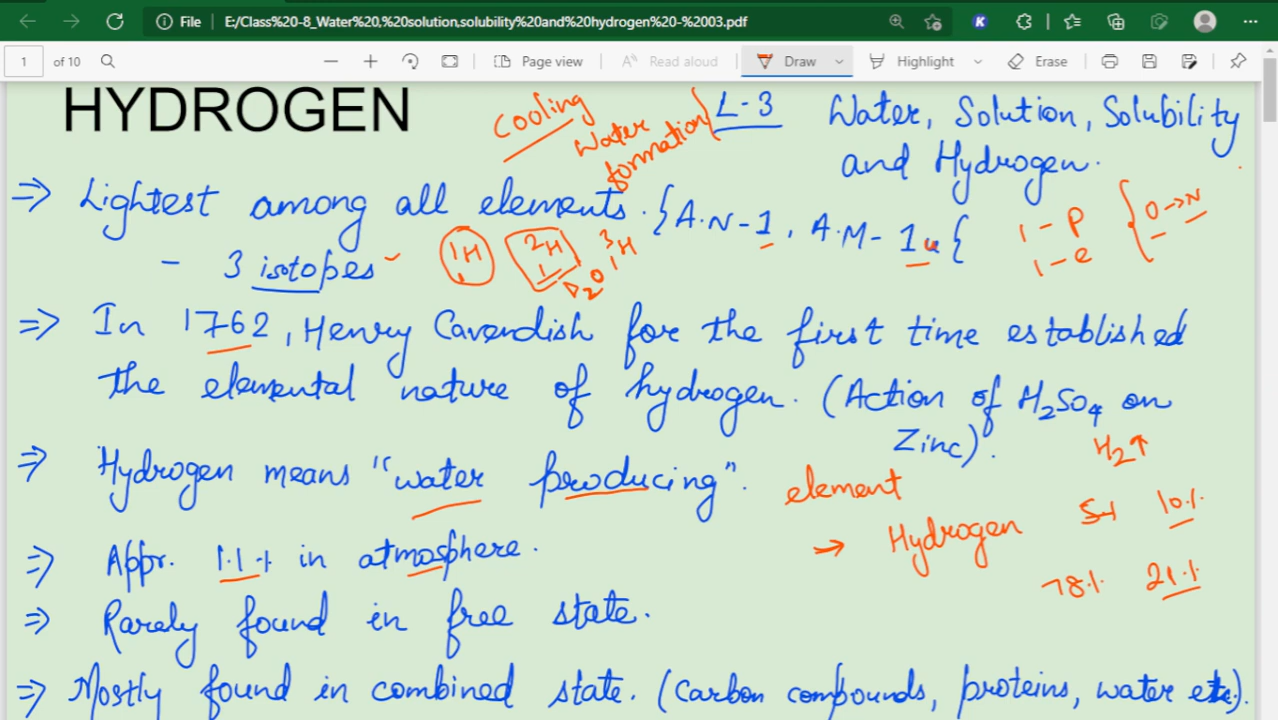 File E:/Class%20-8_Water%20,%20solution,solubility%20and%20hydrogen%20-%2003.pdf
1 of 10 Page view Read aloud Draw Highlight Erase
HYDROGEN
Cooling
Water
formation
L-3 Water, Solution, Solubility
and Hydrogen.
⇒ Lightest among all elements. {A.N-1, A.M-1u{
1-P
1-e
0→N
- 3 isotopes
1H 2H 1 3H 1
D2O
⇒ In 1762, Henry Cavendish for the first time established
the elemental nature of hydrogen. (Action of H2SO4 on
Zinc).
H2↑
⇒ Hydrogen means "water producing".
element
→ Hydrogen
10%
⇒ Appr. 1.1% in atmosphere.
78% 21%
⇒ Rarely found in free state.
⇒ Mostly found in combined state. (Carbon compounds, proteins, water etc).